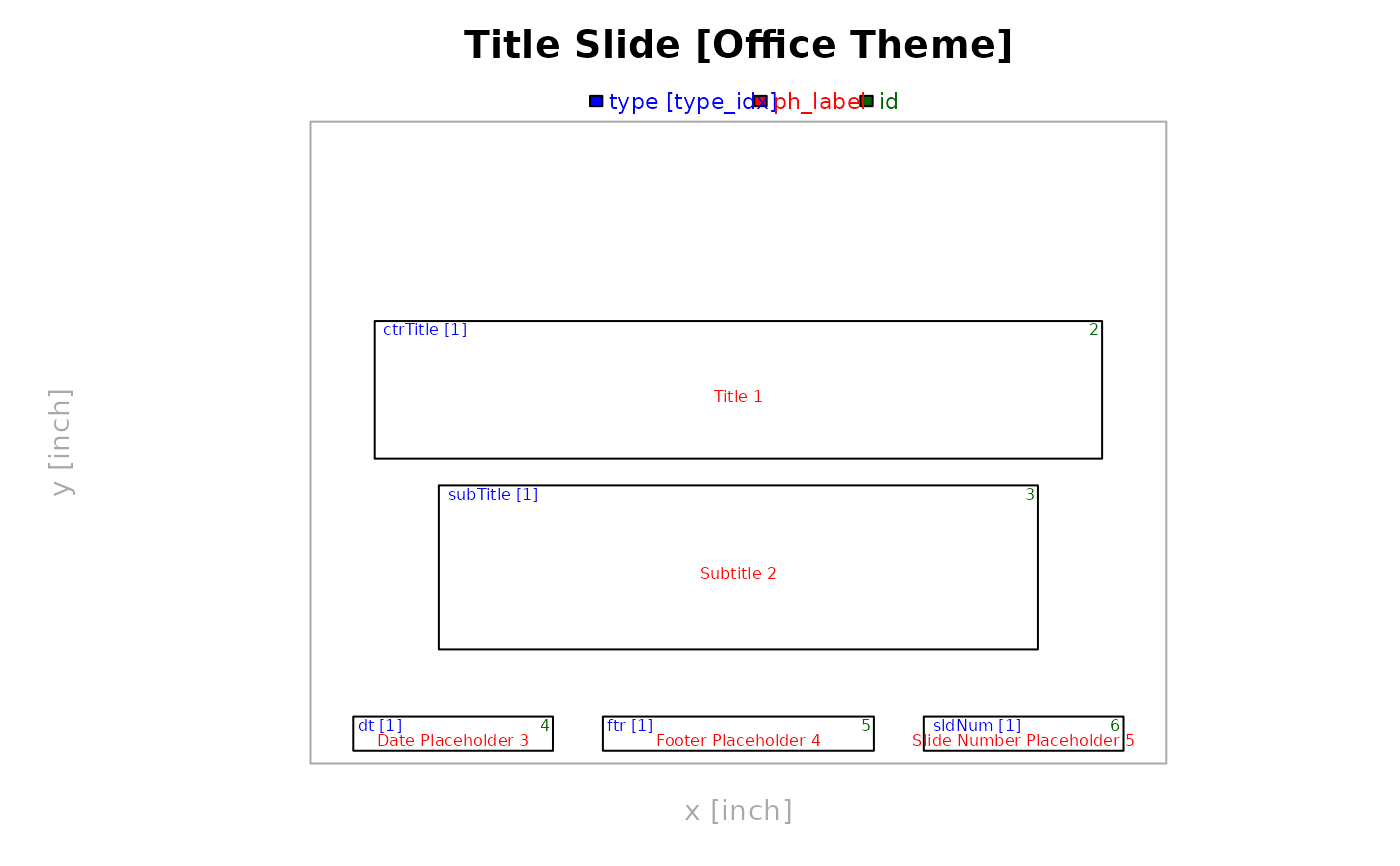 Title Slide [Office Theme]
type [type_idx] ph_label id
ctrTitle [1] 2
Title 1
y [inch]
subTitle [1] 3
Subtitle 2
dt [1] 4 ftr [1] 5 sldNum [1] 6
Date Placeholder 3 Footer Placeholder 4 Slide Number Placeholder 5
x [inch]